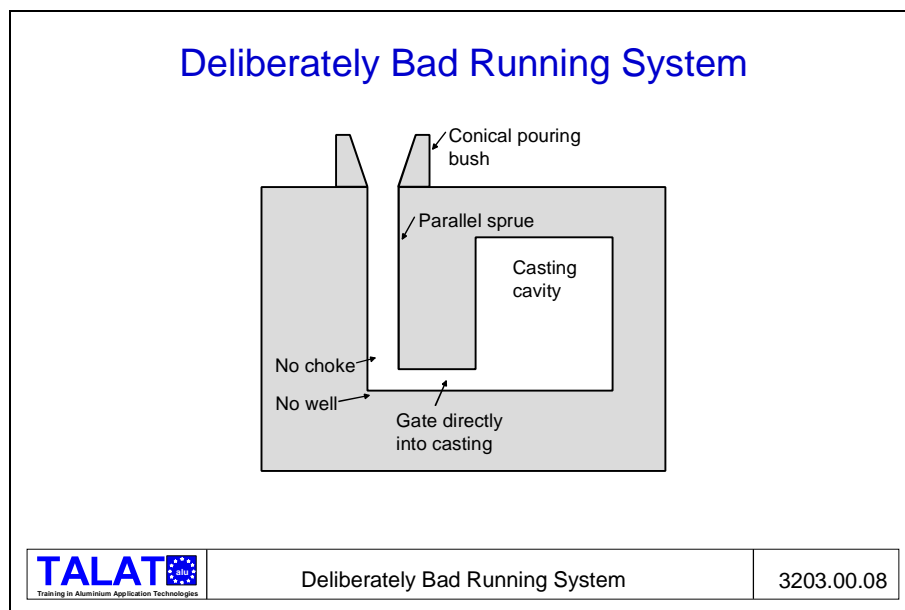 Deliberately Bad Running System
Conical pouring
bush
Parallel sprue
Casting
cavity
No choke
No well
Gate directly
into casting
TALAT
alu
Training in Aluminium Application Technologies
Deliberately Bad Running System
3203.00.08